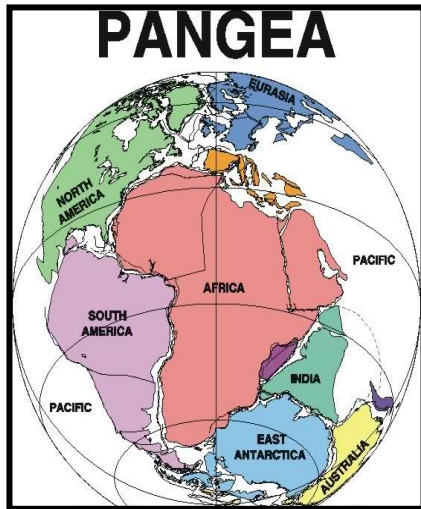 PANGEA
EURASIA
NORTH
AMERICA
PACIFIC
AFRICA
SOUTH
AMERICA
INDIA
PACIFIC
EAST
ANTARCTICA
AUSTRALIA